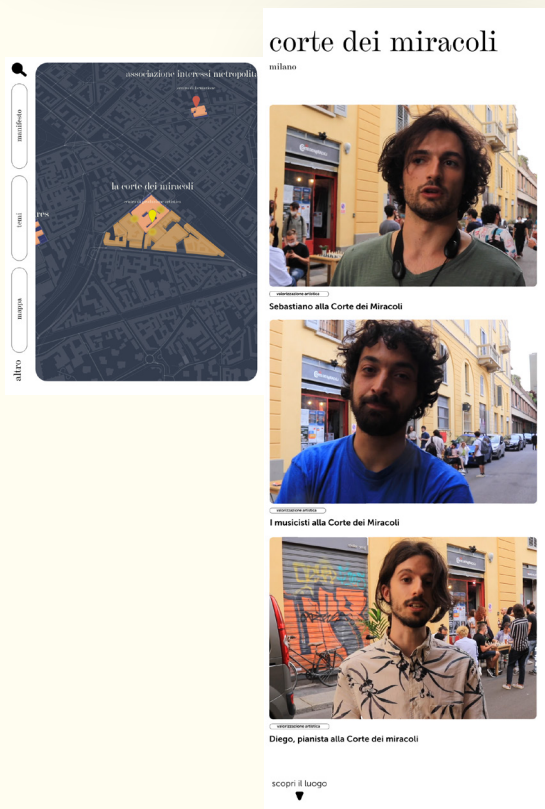 corte dei miracoli
milano
associazione interessi metropolit
manifesto
temi
mappa
altro
la corte dei miracoli
res
valorizzazione artistica
Sebastiano alla Corte dei Miracoli
valorizzazione artistica
I musicisti alla Corte dei Miracoli
valorizzazione artistica
Diego, pianista alla Corte dei miracoli
scopri il luogo